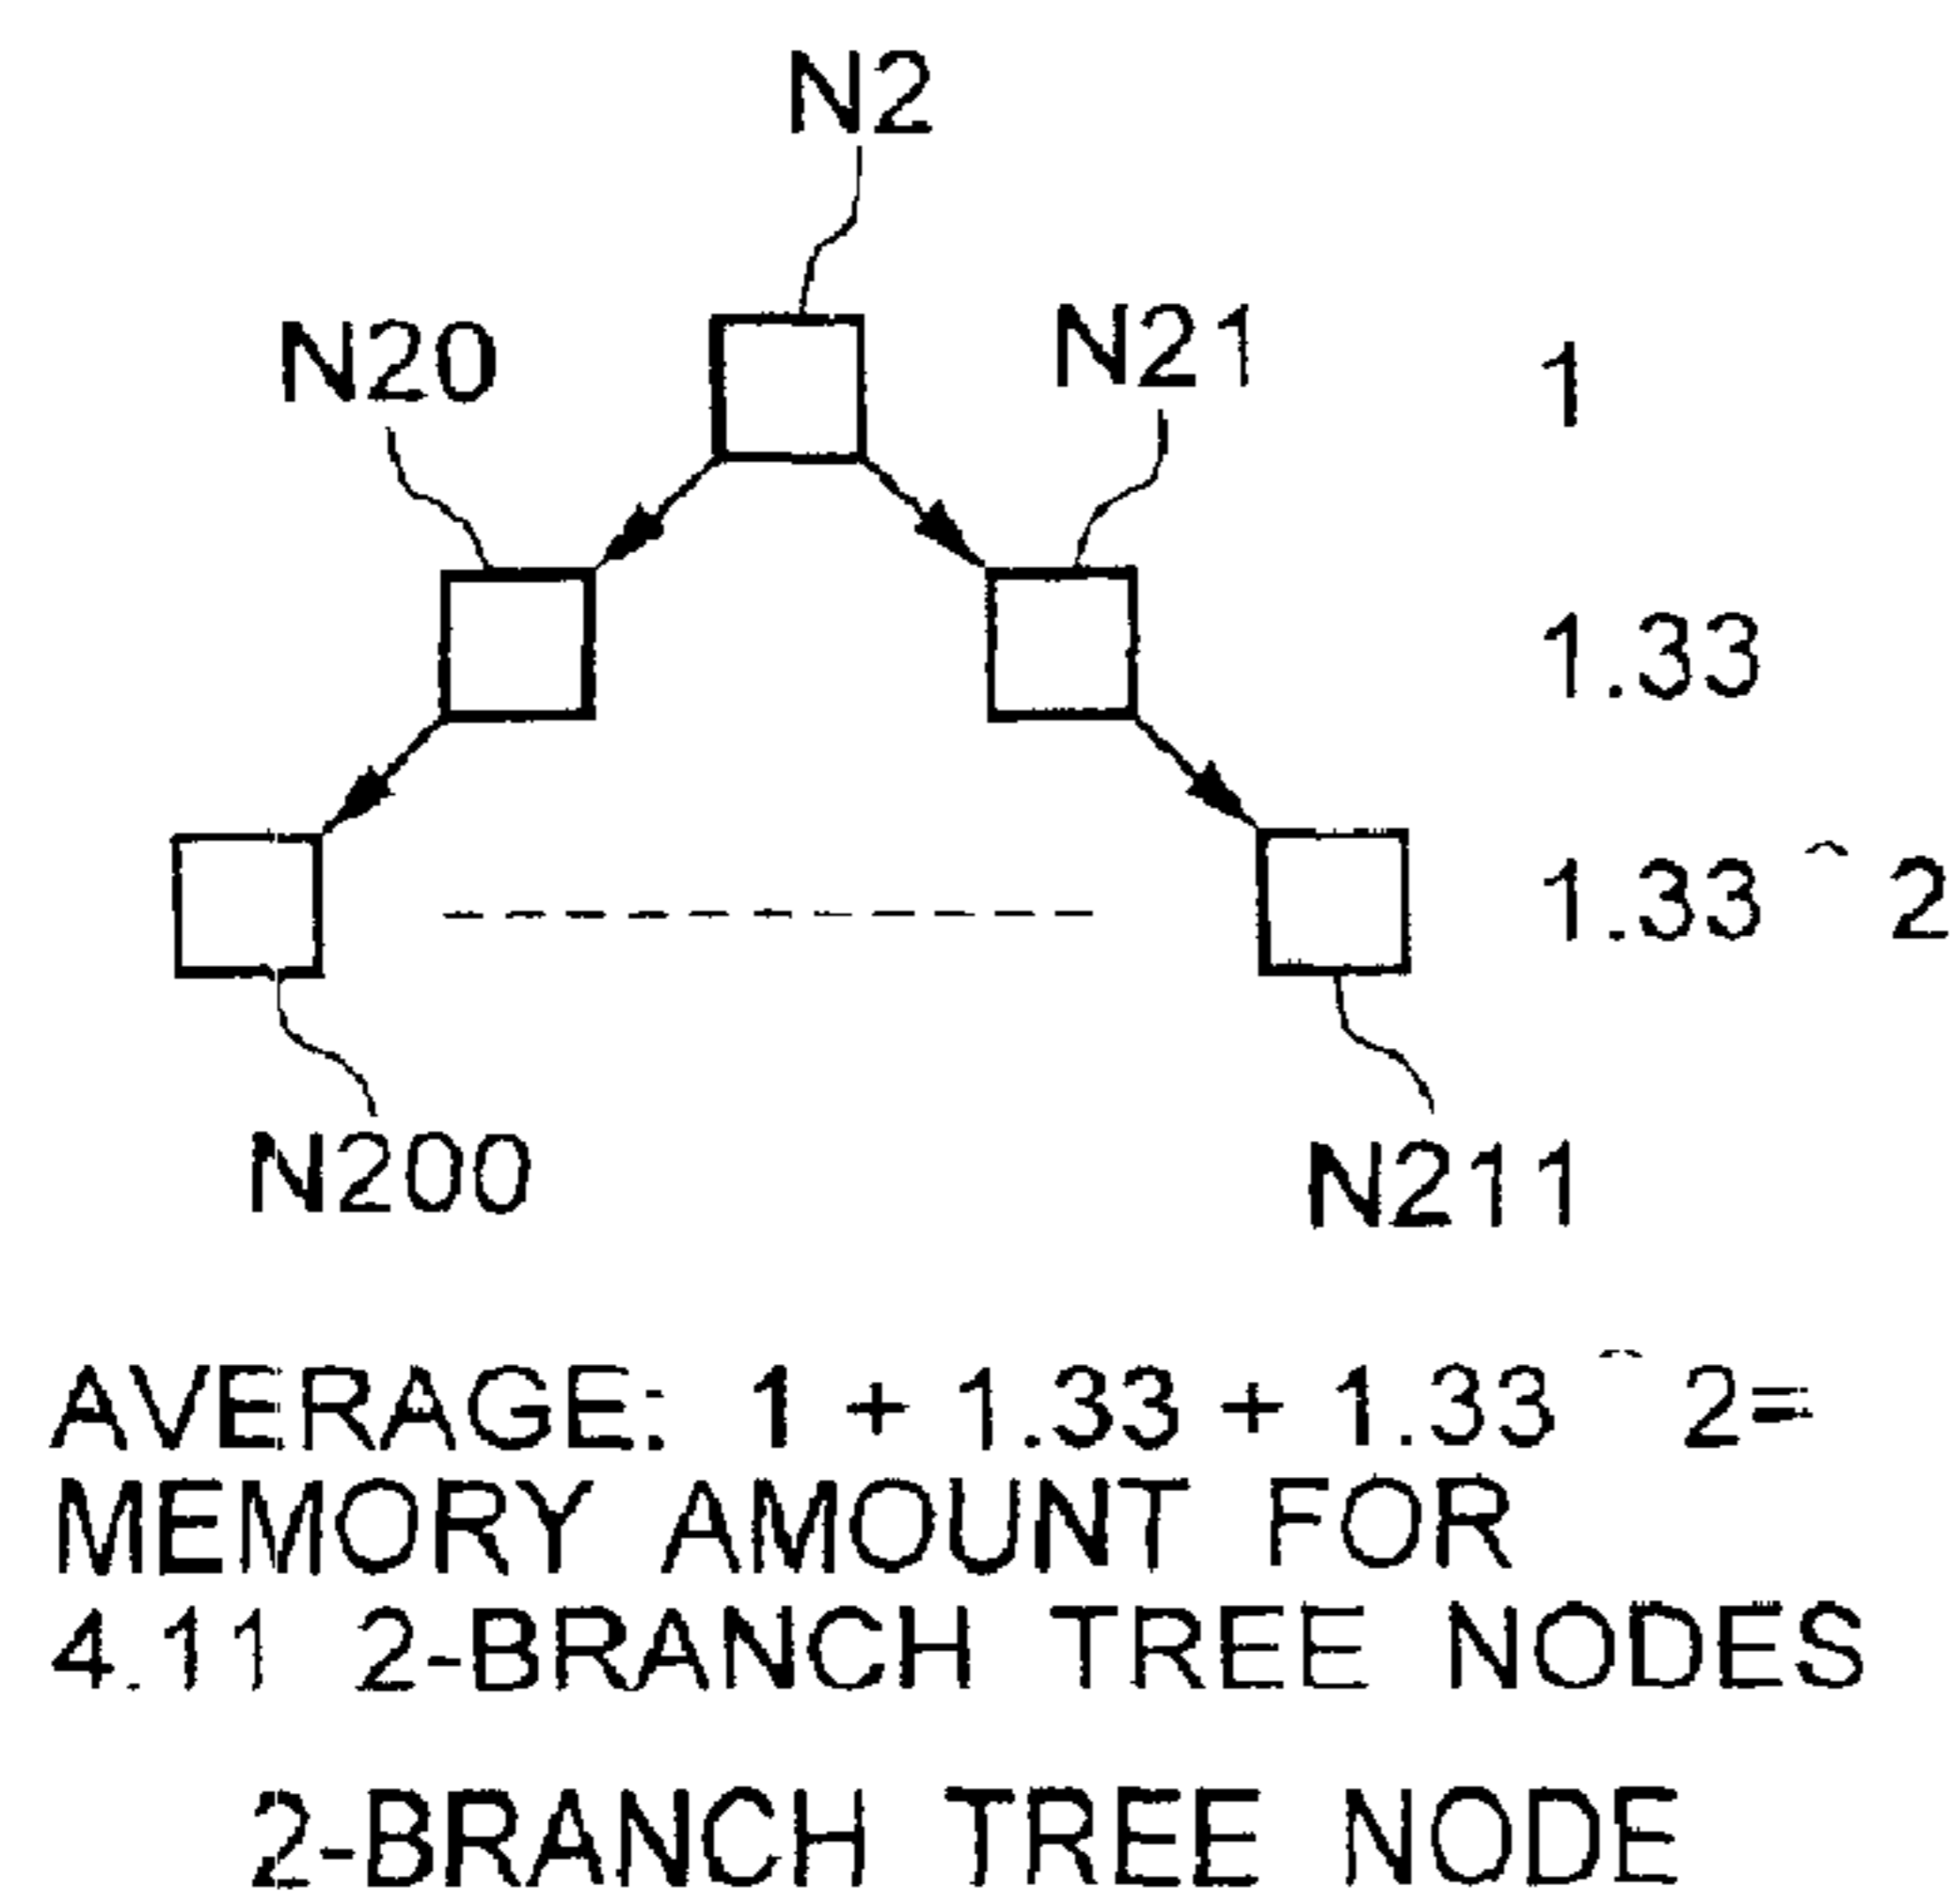 N2
N20
N21
1
1.33
1.33 ^ 2
N200
N211
AVERAGE: 1 + 1.33 + 1.33 ^ 2=
MEMORY AMOUNT FOR
4.11 2-BRANCH TREE NODES
2-BRANCH TREE NODE